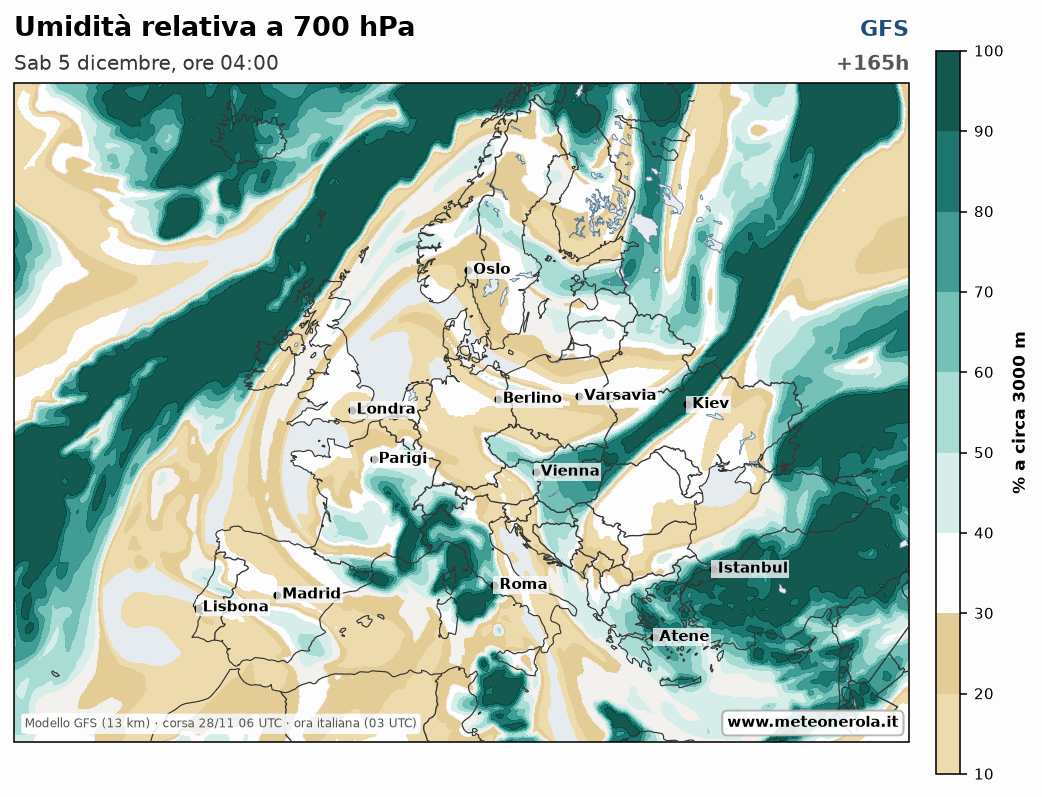 Umidità relativa a 700 hPa
GFS
Sab 5 dicembre, ore 04:00
+165h
100
90
80
70
60
50
40
30
20
10
% a circa 3000 m
Oslo
Berlino
Varsavia
Kiev
Londra
Parigi
Vienna
Istanbul
Roma
Madrid
Lisbona
Atene
Modello GFS (13 km) · corsa 28/11 06 UTC · ora italiana (03 UTC)
www.meteonerola.it